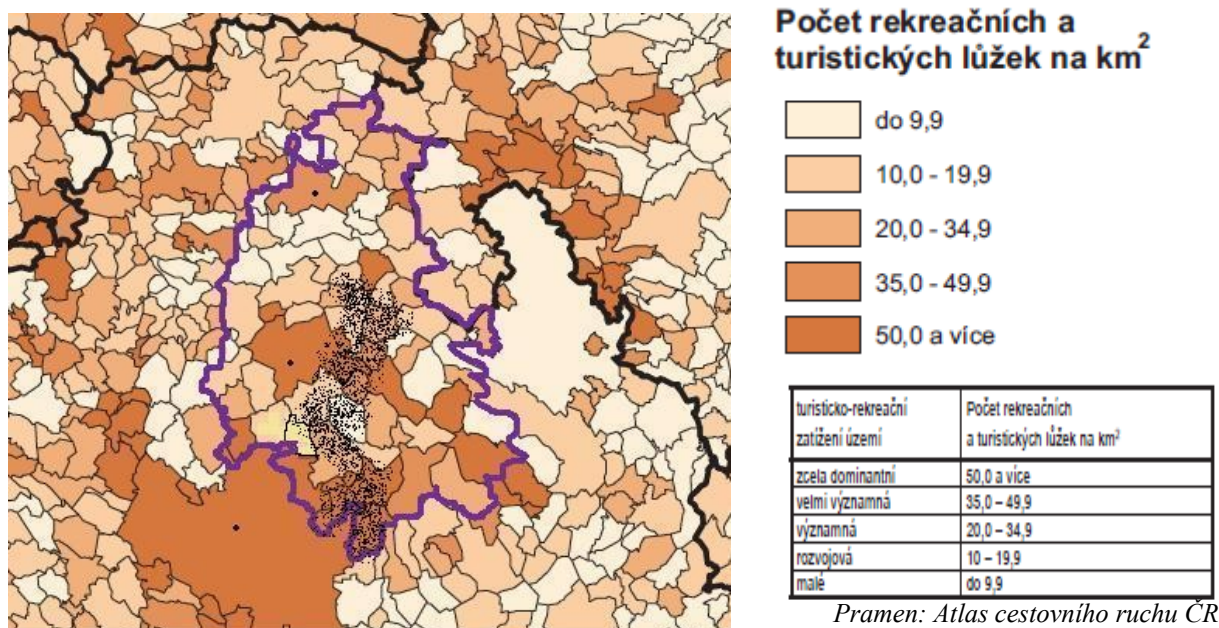 Počet rekreačních a
turistických lůžek na km²
do 9,9
10,0 - 19,9
20,0 - 34,9
35,0 - 49,9
50,0 a více
turisticko-rekreační
zatížení území
Počet rekreačních
a turistických lůžek na km²
zcela dominantní 50,0 a více
velmi významná 35,0 – 49,9
významná 20,0 – 34,9
rozvojová 10 – 19,9
malé do 9,9
Pramen: Atlas cestovního ruchu ČR